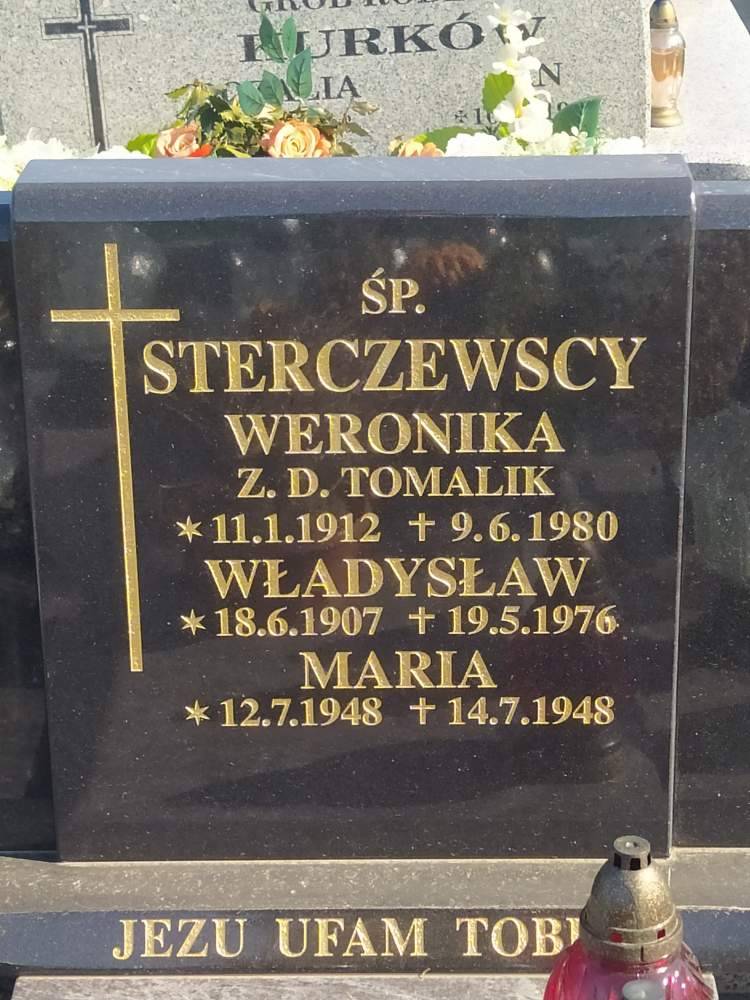 KURKÓW
ŚP.
STERCZEWSCY
WERONIKA
Z. D. TOMALIK
* 11.1.1912 † 9.6.1980
WŁADYSŁAW
* 18.6.1907 † 19.5.1976
MARIA
* 12.7.1948 † 14.7.1948
JEZU UFAM